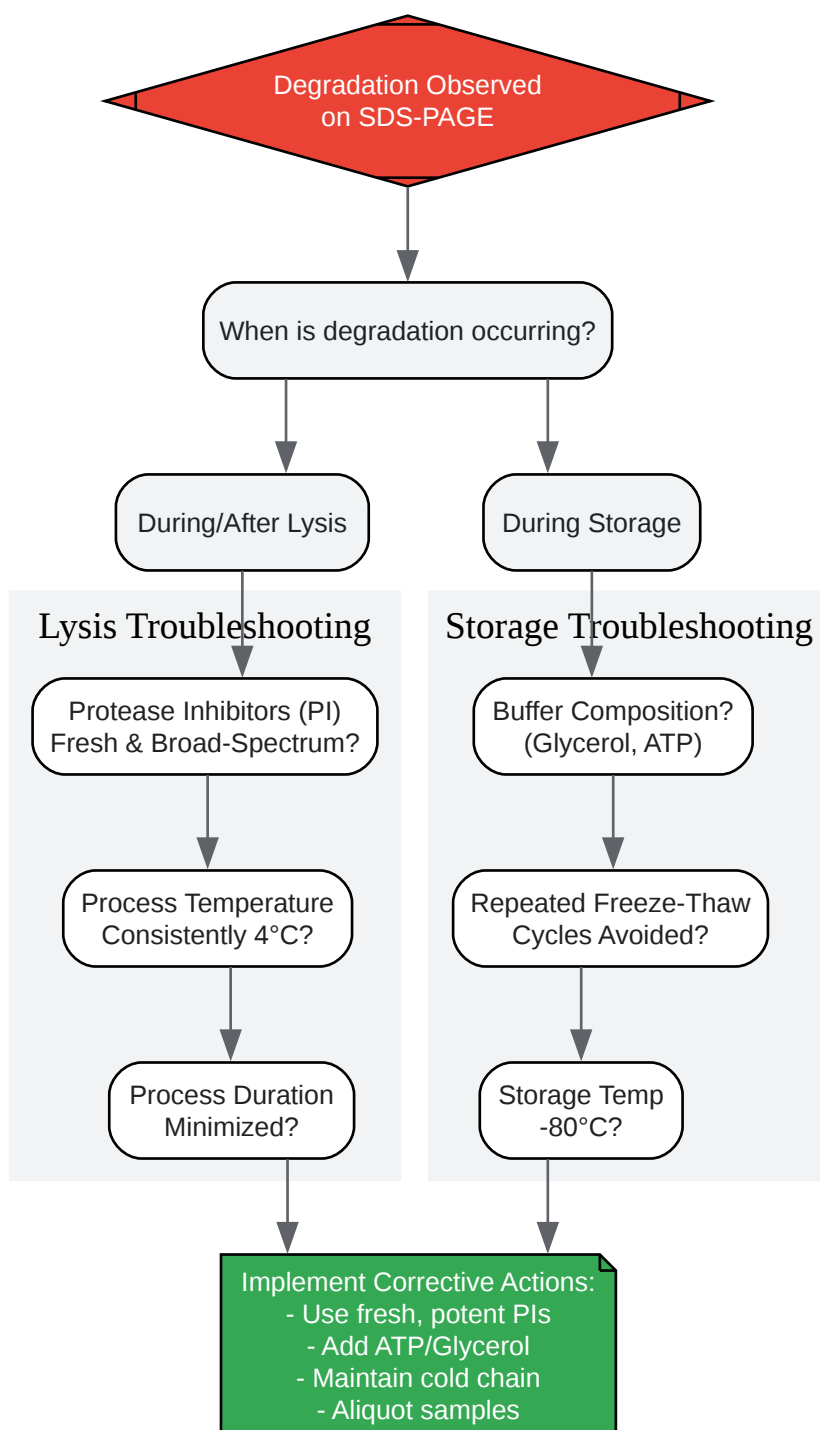 Degradation Observed
on SDS-PAGE
When is degradation occurring?
During/After Lysis
During Storage
Lysis Troubleshooting
Storage Troubleshooting
Protease Inhibitors (PI)
Fresh & Broad-Spectrum?
Buffer Composition?
(Glycerol, ATP)
Process Temperature
Consistently 4°C?
Repeated Freeze-Thaw
Cycles Avoided?
Process Duration
Minimized?
Storage Temp
-80°C?
Implement Corrective Actions:
- Use fresh, potent PIs
- Add ATP/Glycerol
- Maintain cold chain
- Aliquot samples